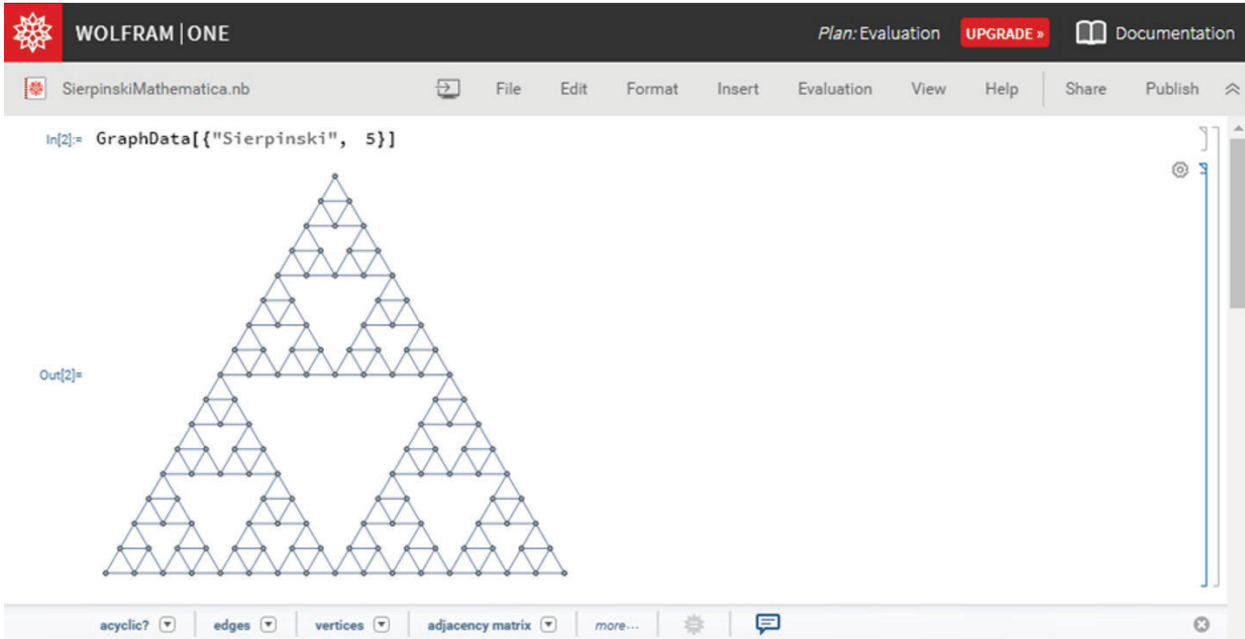 WOLFRAM | ONE Plan: Evaluation UPGRADE » Documentation
SierpinskiMathematica.nb File Edit Format Insert Evaluation View Help Share Publish
In[2]:= GraphData[{"Sierpinski", 5}]
Out[2]=
acyclic? edges vertices adjacency matrix more...